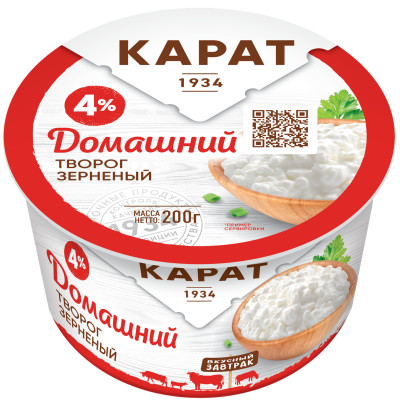 КАРАТ
1934
4%
Домашний
ТВОРОГ
ЗЕРНЕНЫЙ
МАССА
НЕТТО: 200г
*ПРИМЕР
СЕРВИРОВКИ
КАРАТ
1934
4%
Домашний
ТВОРОГ
ЗЕРНЕНЫЙ
ВКУСНЫЙ
ЗАВТРАК